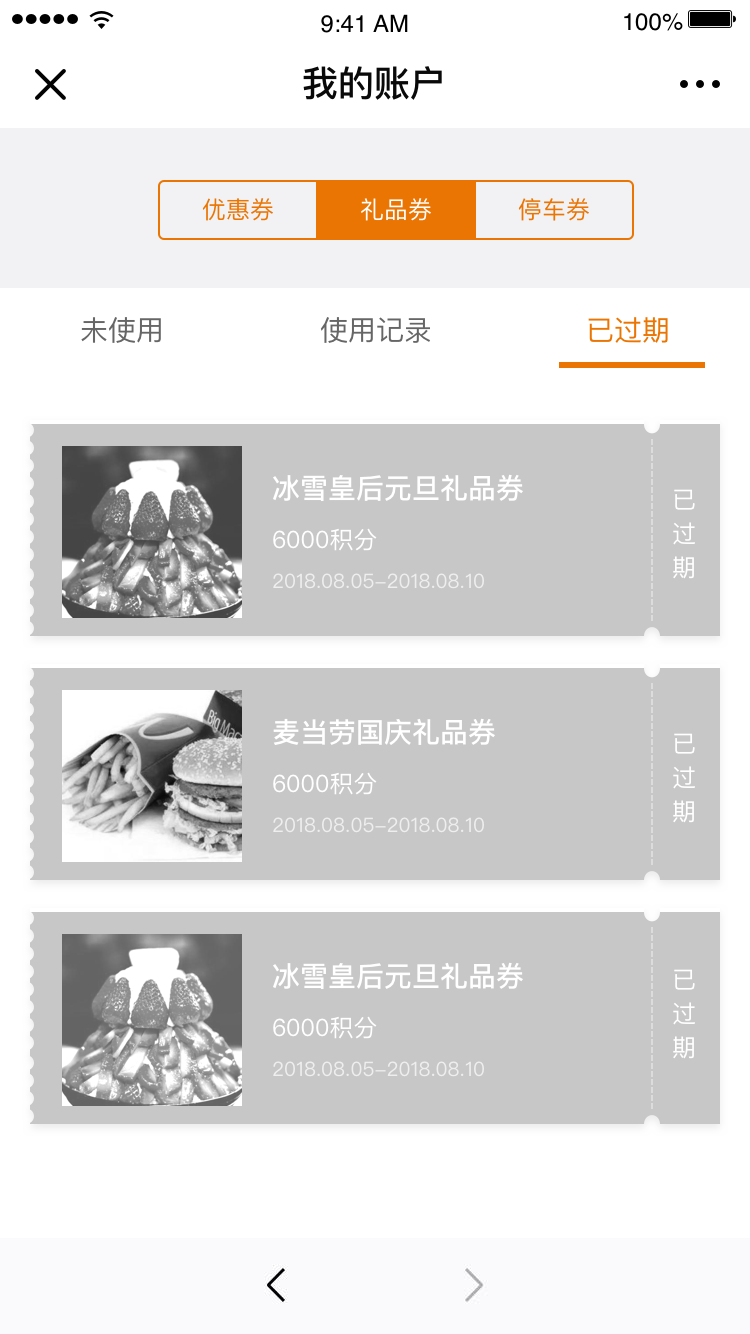 9:41 AM
100%
我的账户
优惠券
礼品券
停车券
未使用
使用记录
已过期
冰雪皇后元旦礼品券
6000积分
2018.08.05-2018.08.10
已过期
Big Mac
麦当劳国庆礼品券
6000积分
2018.08.05-2018.08.10
已过期
冰雪皇后元旦礼品券
6000积分
2018.08.05-2018.08.10
已过期